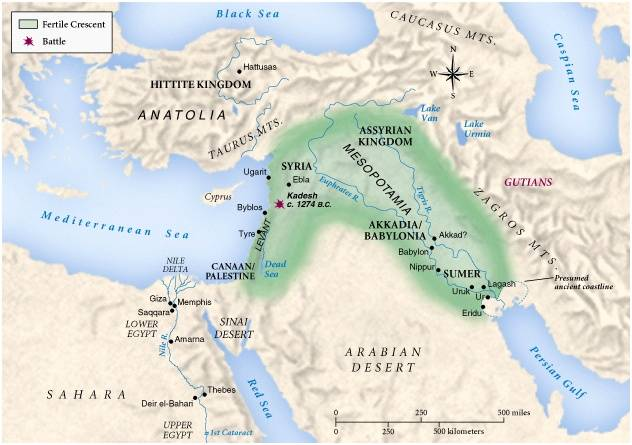 Fertile Crescent
Battle
Black Sea
CAUCASUS MTS.
Caspian Sea
N
W
E
S
Hattusas
HITTITE KINGDOM
ANATOLIA
TAURUS MTS.
Lake
Van
Lake
Urmia
ASSYRIAN
KINGDOM
MESOPOTAMIA
SYRIA
Ugarit
Ebla
Euphrates R.
Tigris R.
GUTIANS
ZAGROS MTS.
Cyprus
Kadesh
c. 1274 B.C.
Byblos
Mediterranean Sea
Tyre
LEVANT
AKKADIA/
BABYLONIA
Akkad?
Babylon
CANAAN/
PALESTINE
Dead
Sea
Nippur
SUMER
Uruk
Lagash
Ur
Eridu
Presumed
ancient coastline
NILE
DELTA
Giza
Memphis
Saqqara
LOWER
EGYPT
SINAI
DESERT
Nile R.
Amarna
ARABIAN
DESERT
Persian Gulf
SAHARA
Red Sea
Thebes
Deir el-Bahari
UPPER
EGYPT
1st Cataract
0 250 500 miles
0 250 500 kilometers